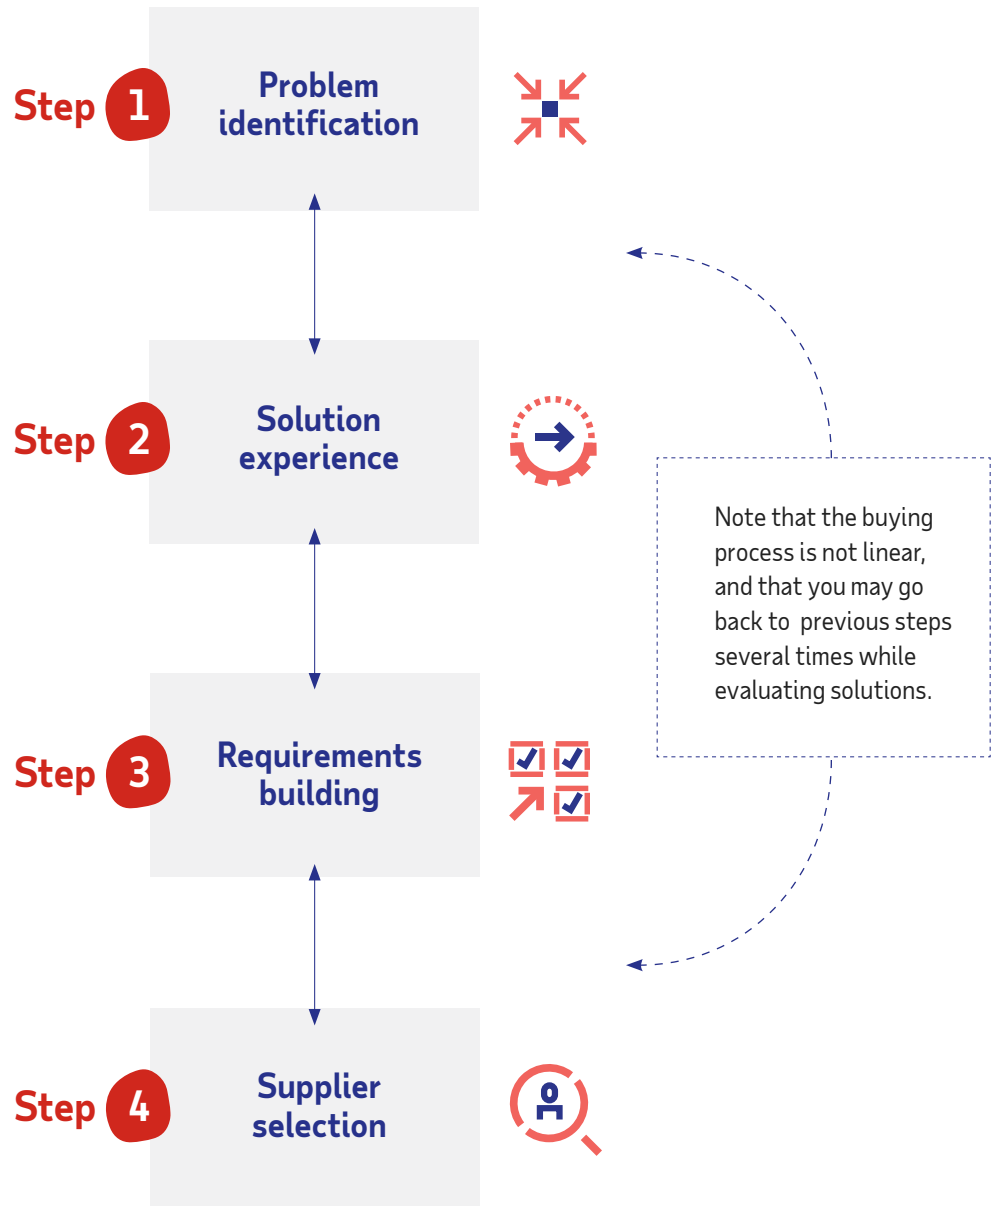 Step 1
Problem
identification
Step 2
Solution
experience
Note that the buying
process is not linear,
and that you may go
back to previous steps
several times while
evaluating solutions.
Step 3
Requirements
building
Step 4
Supplier
selection